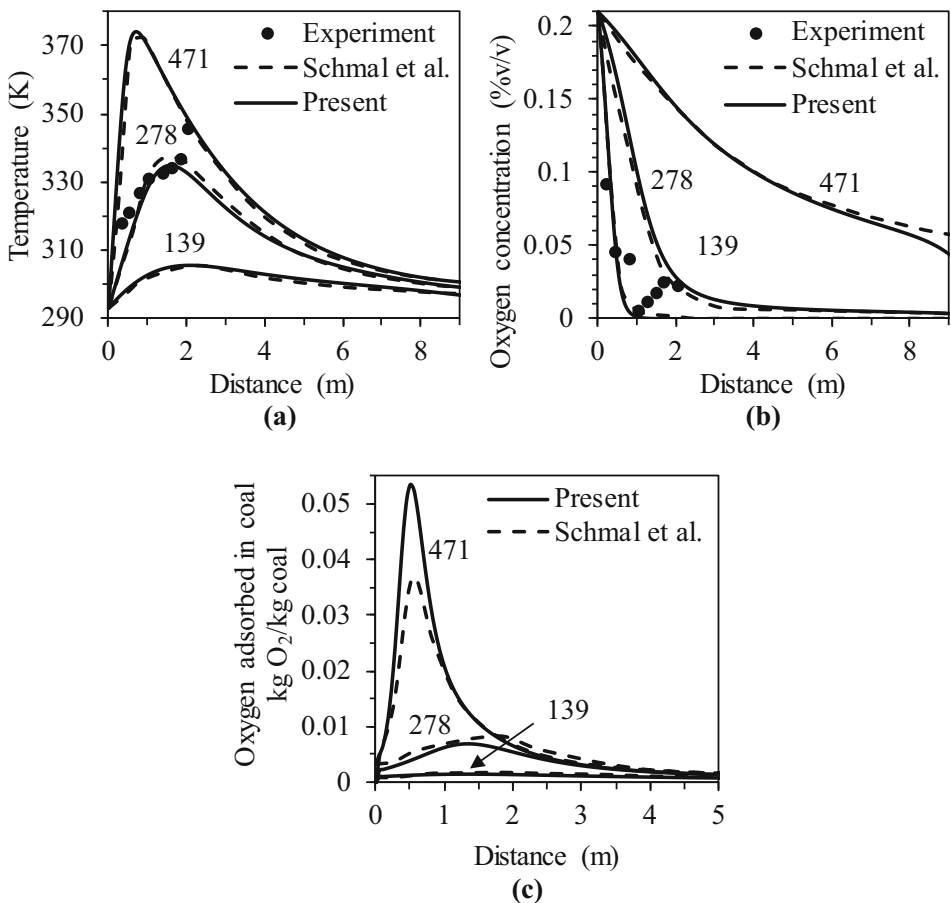 370
350
330
310
290
Temperature (K)
Experiment
Schmal et al.
Present
471
278
139
0 2 4 6 8
Distance (m)
(a)
0.2
0.15
0.1
0.05
0
Oxygen concentration (%v/v)
Experiment
Schmal et al.
Present
278
471
139
0 2 4 6 8
Distance (m)
(b)
0.05
0.04
0.03
0.02
0.01
0
Oxygen adsorbed in coal
kg O₂/kg coal
Present
Schmal et al.
471
278
139
0 1 2 3 4 5
Distance (m)
(c)